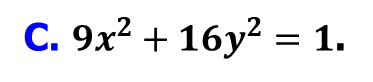 C. 9x² + 16y² = 1.